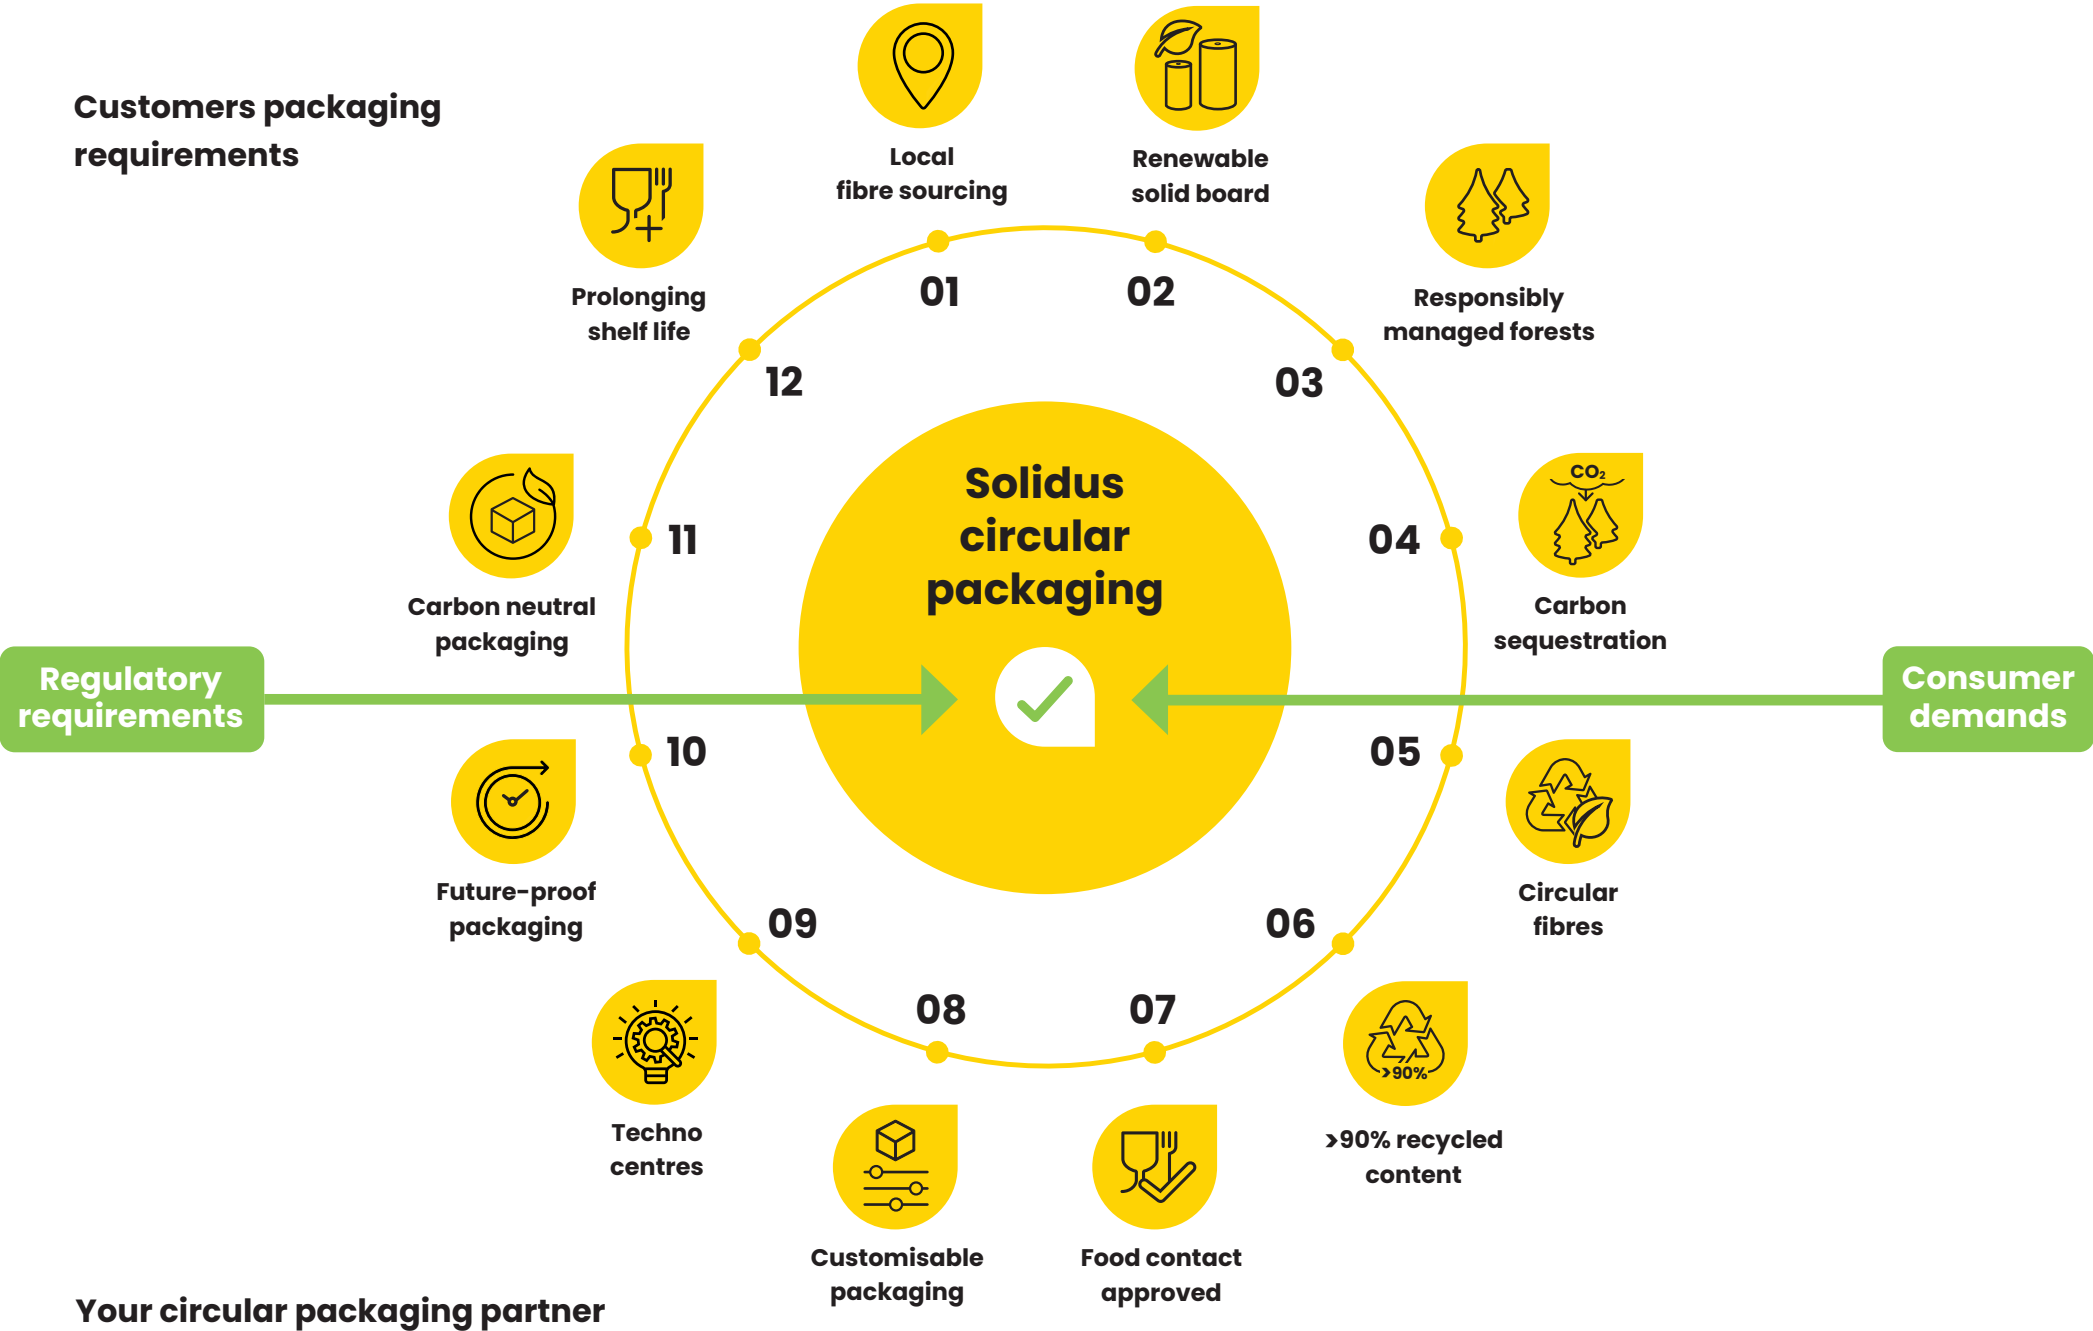 Customers packaging
requirements
Local
fibre sourcing
01
Renewable
solid board
02
Responsibly
managed forests
03
CO₂
Carbon
sequestration
04
Circular
fibres
05
>90%
>90% recycled
content
06
Food contact
approved
07
Customisable
packaging
08
Techno
centres
09
Future-proof
packaging
10
Carbon neutral
packaging
11
Prolonging
shelf life
12
Solidus
circular
packaging
Regulatory
requirements
Consumer
demands
Your circular packaging partner